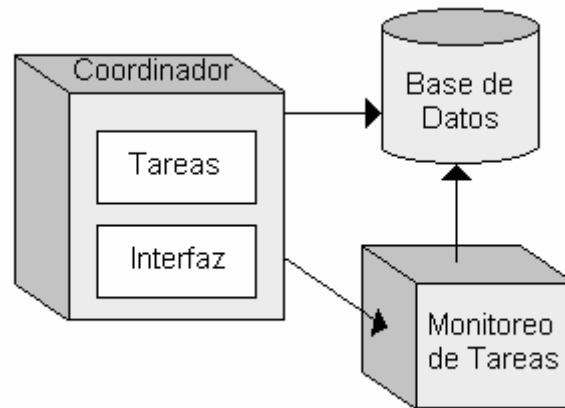 Coordinador
Tareas
Interfaz
Base de
Datos
Monitoreo
de Tareas